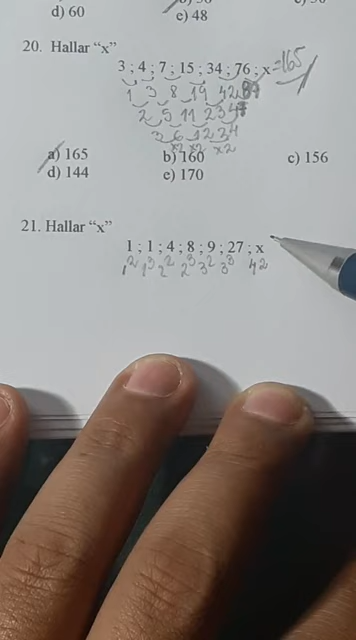 d) 60
e) 48
20. Hallar “x”
3 ; 4 ; 7 ; 15 ; 34 ; 76 ; x =165
1 3 8 19 42 89
2 5 11 23 47
3 6 12 24
x2 x2 x2
a) 165 b) 160 c) 156
d) 144 e) 170
21. Hallar “x”
1 ; 1 ; 4 ; 8 ; 9 ; 27 ; x
1² 1³ 2² 2³ 3² 3³ 4²